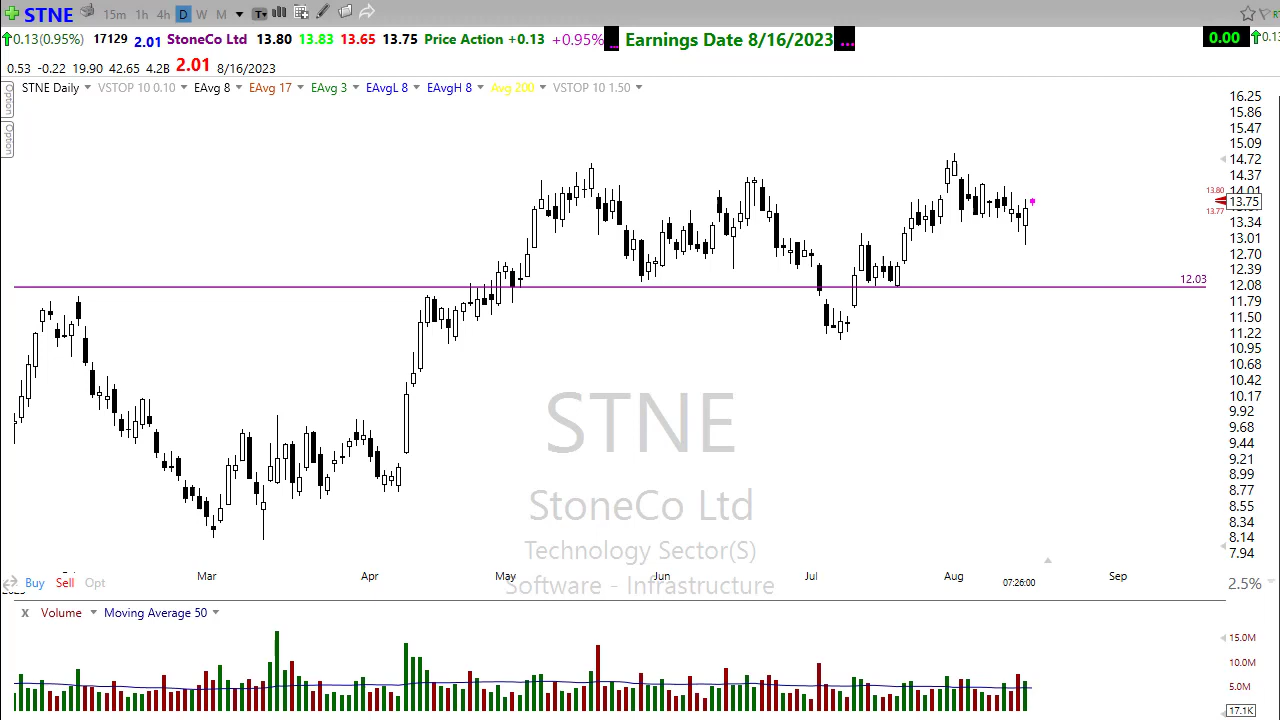 STNE 15m 1h 4h D W M
0.13(0.95%) 17129 2.01 StoneCo Ltd 13.80 13.83 13.65 13.75 Price Action +0.13 +0.95% ... Earnings Date 8/16/2023 ... 0.00
0.53 -0.22 19.90 42.65 4.2B 2.01 8/16/2023
STNE Daily VSTOP 10 0.10 EAvg 8 EAvg 17 EAvg 3 EAvgL 8 EAvgH 8 Avg 200 VSTOP 10 1.50
Option
Option
16.25
15.86
15.47
15.09
14.72
14.37
14.01
13.80
13.75
13.77
13.34
13.01
12.70
12.39
12.03
12.08
11.79
11.50
11.22
10.95
10.68
10.42
10.17
9.92
9.68
9.44
9.21
8.99
8.77
8.55
8.34
8.14
7.94
STNE
StoneCo Ltd
Technology Sector(S)
Software - Infrastructure
Mar Apr May Jun Jul Aug Sep
07:26:00
Buy Sell Opt
2.5%
x Volume Moving Average 50
15.0M
10.0M
5.0M
17.1K